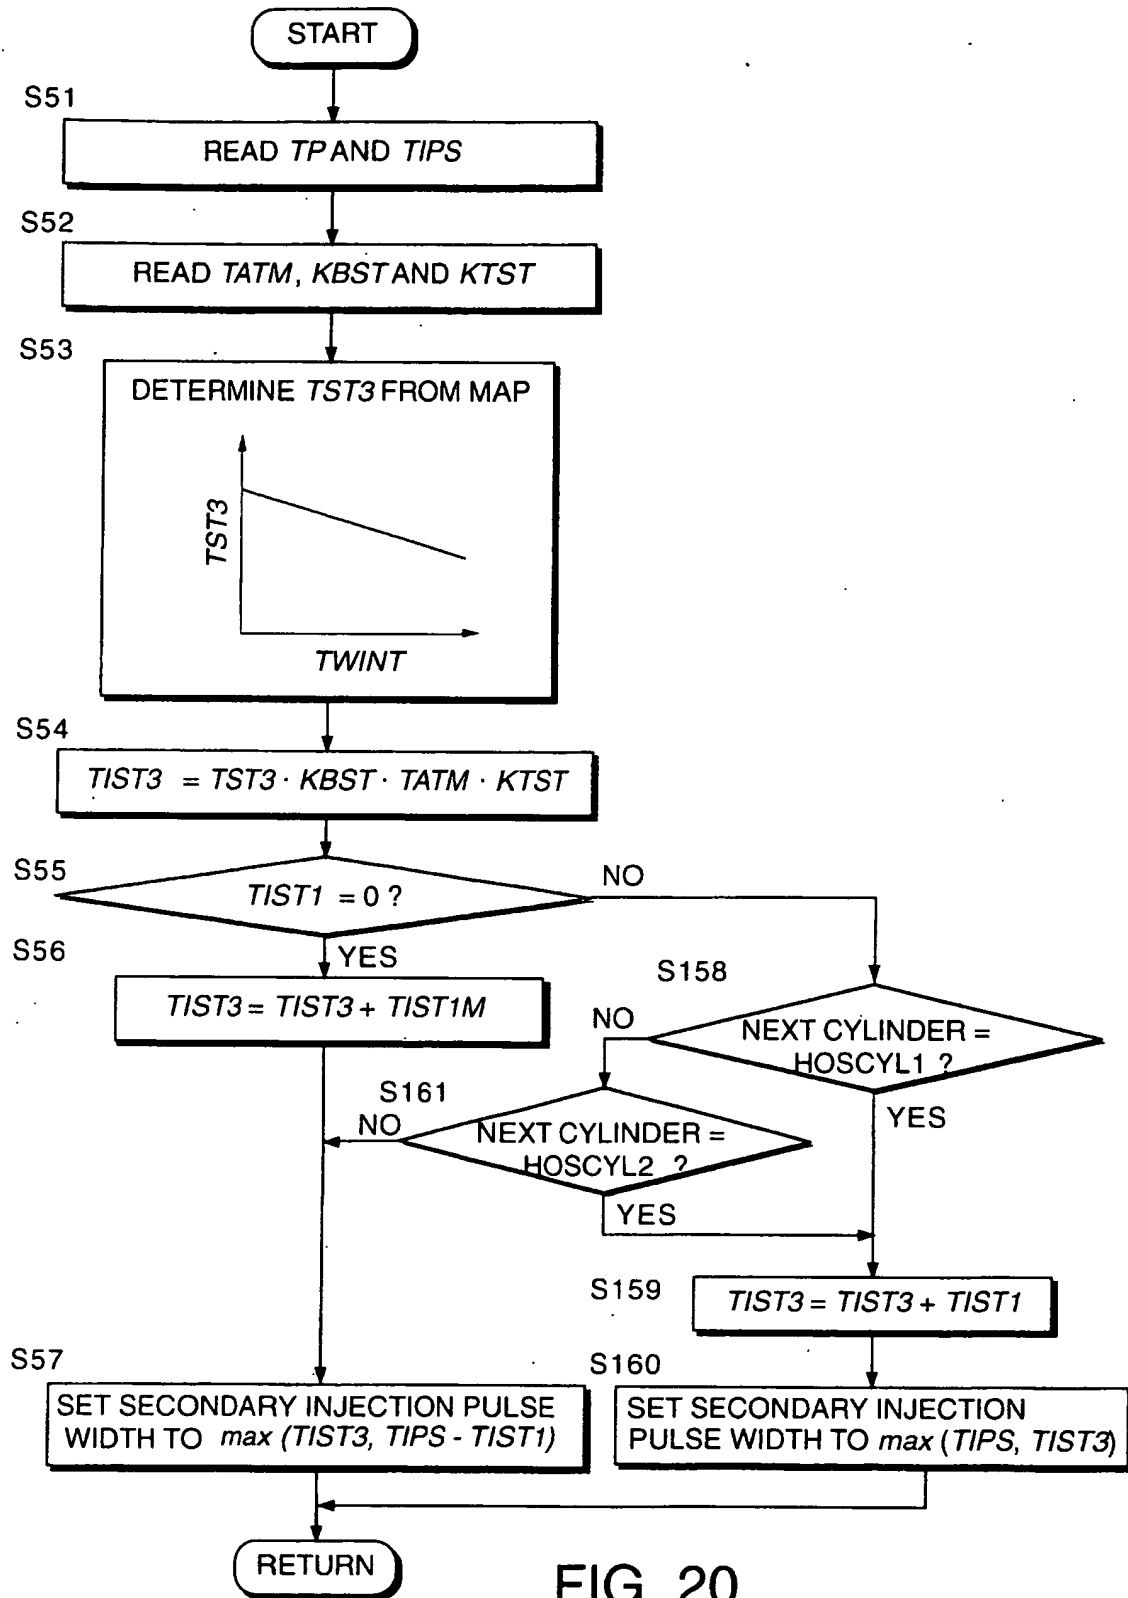 START
S51
READ TP AND TIPS
S52
READ TATM, KBST AND KTST
S53
DETERMINE TST3 FROM MAP
TST3
TWINT
S54
TIST3 = TST3 · KBST · TATM · KTST
S55
TIST1 = 0 ?
NO
YES
S56
TIST3 = TIST3 + TIST1M
S158
NEXT CYLINDER =
HOSCYL1 ?
NO
YES
S161
NEXT CYLINDER =
HOSCYL2 ?
NO
YES
S159
TIST3 = TIST3 + TIST1
S57
SET SECONDARY INJECTION PULSE
WIDTH TO max (TIST3, TIPS - TIST1)
S160
SET SECONDARY INJECTION
PULSE WIDTH TO max (TIPS, TIST3)
RETURN
FIG. 20